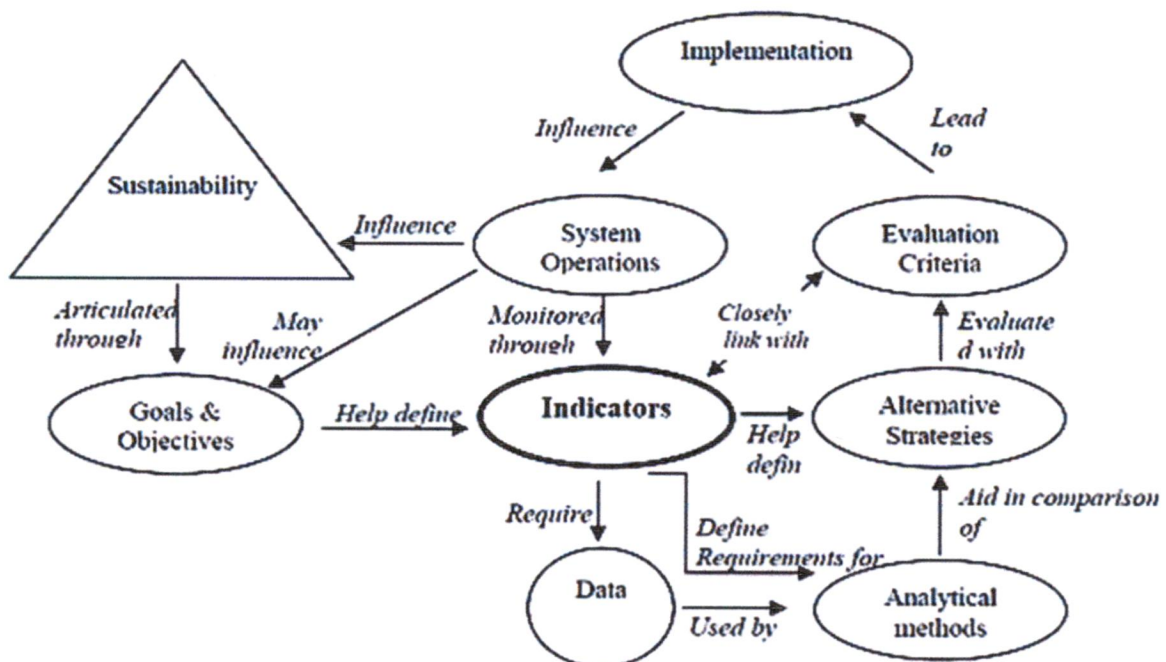 Implementation
Influence
Lead
to
Sustainability
Influence
System
Operations
Evaluation
Criteria
Articulated
through
May
influence
Monitored
through
Closely
link with
Evaluate
d with
Goals &
Objectives
Help define
Indicators
Help
defin
Alternative
Strategies
Require
Define
Requirements for
Aid in comparison
of
Data
Used by
Analytical
methods